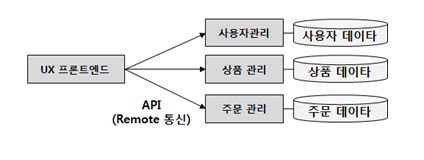 사용자관리
사용자 데이타
UX 프론트엔드
상품 관리
상품 데이타
API
(Remote 통신)
주문 관리
주문 데이타